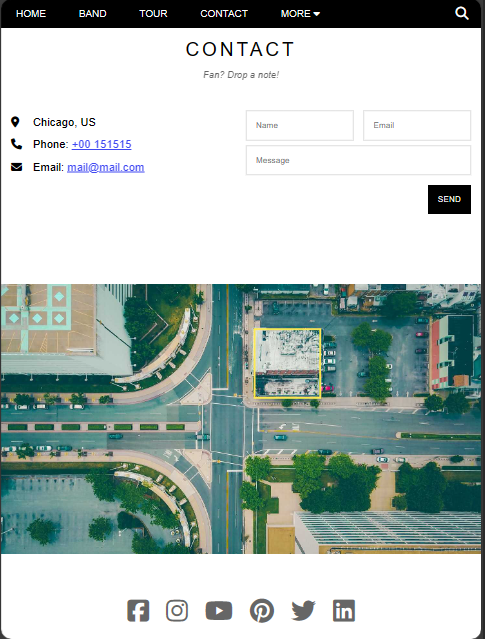 HOME BAND TOUR CONTACT MORE
CONTACT
Fan? Drop a note!
Chicago, US
Phone: +00 151515
Email: mail@mail.com
Name Email
Message
SEND